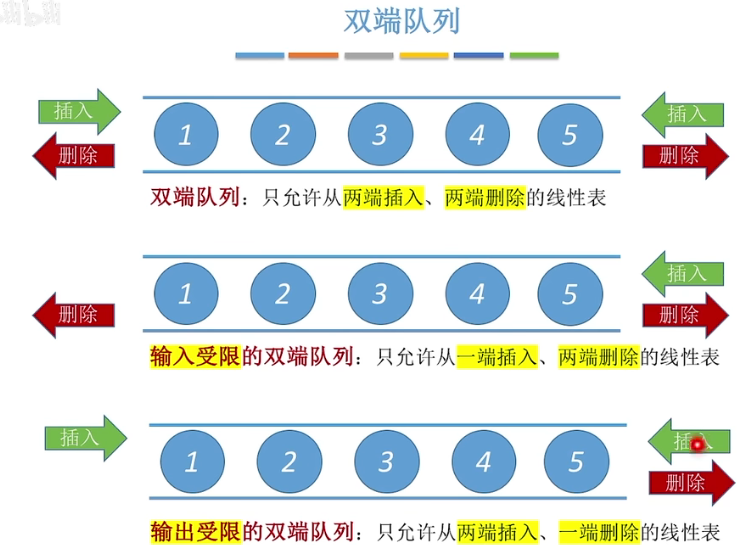 双端队列
插入 1 2 3 4 5 插入
删除 删除
双端队列：只允许从两端插入、两端删除的线性表
插入
删除 1 2 3 4 5 删除
输入受限的双端队列：只允许从一端插入、两端删除的线性表
插入 1 2 3 4 5 插入
删除
输出受限的双端队列：只允许从两端插入、一端删除的线性表